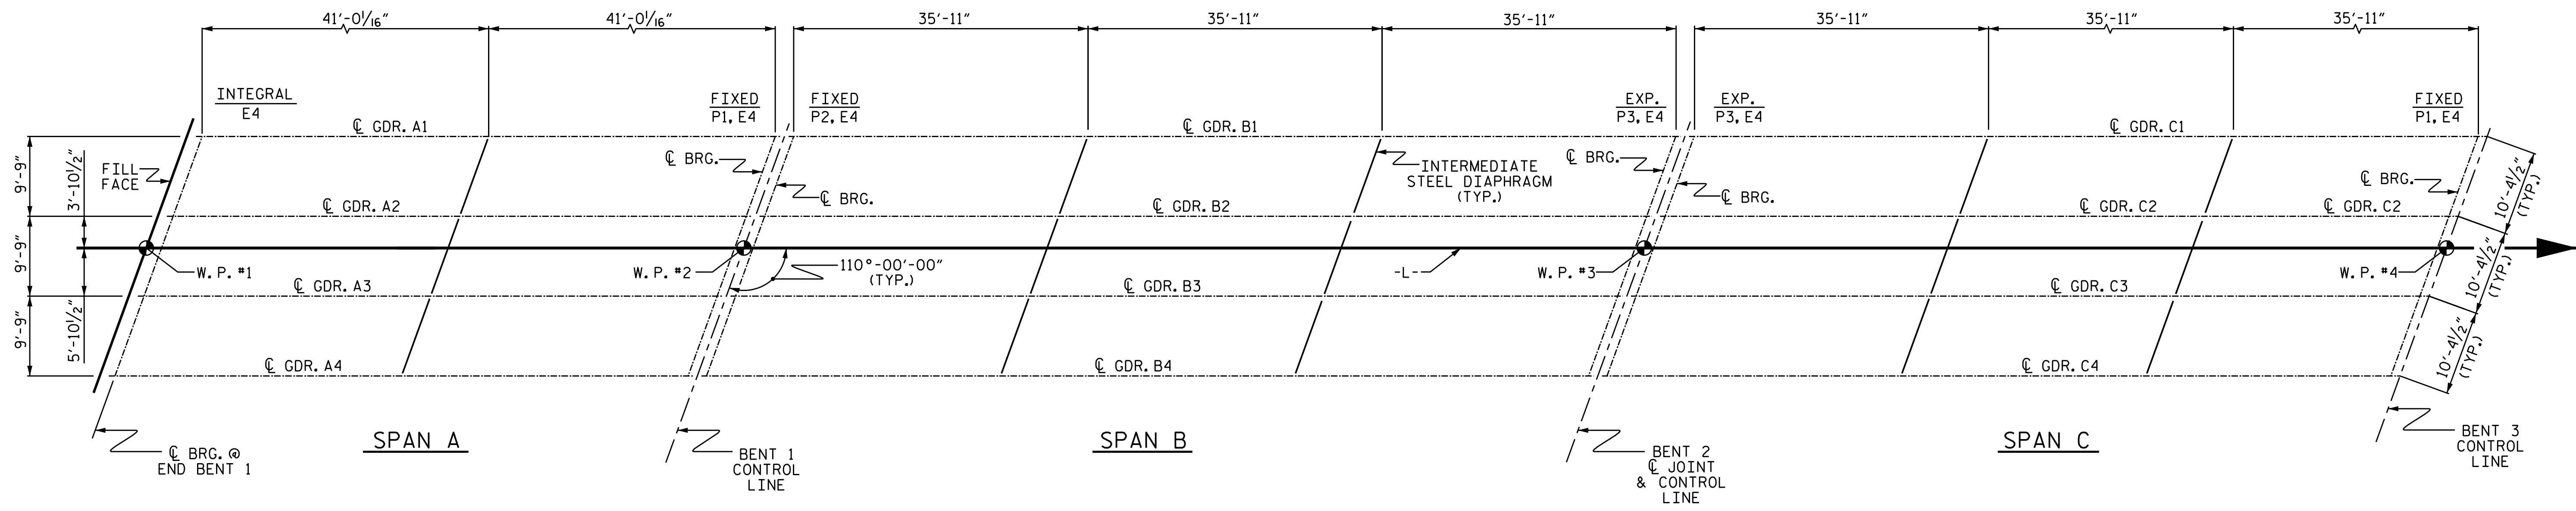 41'-0 1/16"
41'-0 1/16"
35'-11"
35'-11"
35'-11"
35'-11"
35'-11"
35'-11"
INTEGRAL
E4
FIXED
P1, E4
FIXED
P2, E4
EXP.
P3, E4
EXP.
P3, E4
FIXED
P1, E4
℄ GDR. A1
℄ GDR. B1
℄ GDR. C1
9'-9"
3'-10 1/2"
FILL
FACE
℄ BRG.
℄ BRG.
INTERMEDIATE
STEEL DIAPHRAGM
(TYP.)
℄ BRG.
℄ BRG.
℄ BRG.
10'-4 1/2"
(TYP.)
℄ GDR. A2
℄ GDR. B2
℄ GDR. C2
℄ GDR. C2
9'-9"
W. P. #1
W. P. #2
110°-00'-00"
(TYP.)
-L-
W. P. #3
W. P. #4
10'-4 1/2"
(TYP.)
℄ GDR. A3
℄ GDR. B3
℄ GDR. C3
9'-9"
5'-10 1/2"
10'-4 1/2"
(TYP.)
℄ GDR. A4
℄ GDR. B4
℄ GDR. C4
SPAN A
SPAN B
SPAN C
℄ BRG. @
END BENT 1
BENT 1
CONTROL
LINE
BENT 2
℄ JOINT
& CONTROL
LINE
BENT 3
CONTROL
LINE